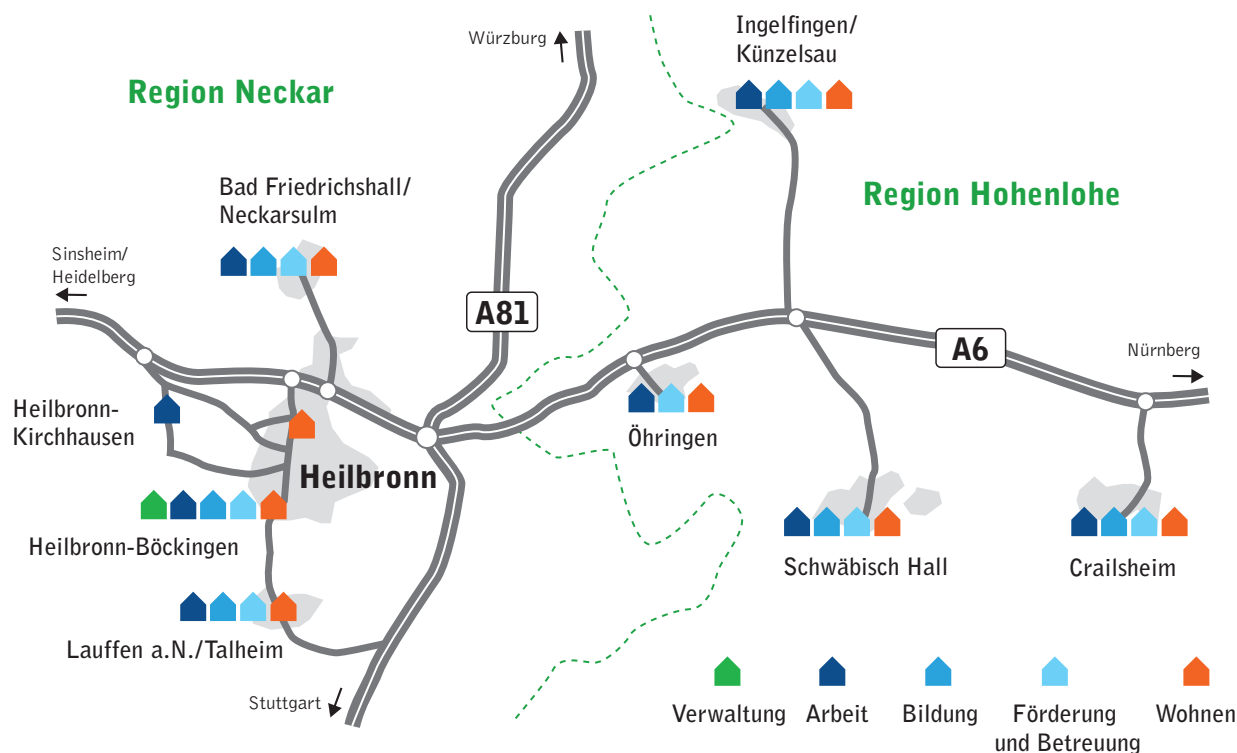 Würzburg
Ingelfingen/
Künzelsau
Region Neckar
Bad Friedrichshall/
Neckarsulm
Region Hohenlohe
Sinsheim/
Heidelberg
A81
A6
Nürnberg
Heilbronn-
Kirchhausen
Öhringen
Heilbronn
Heilbronn-Böckingen
Schwäbisch Hall
Crailsheim
Lauffen a.N./Talheim
Stuttgart
Verwaltung
Arbeit
Bildung
Förderung
und Betreuung
Wohnen